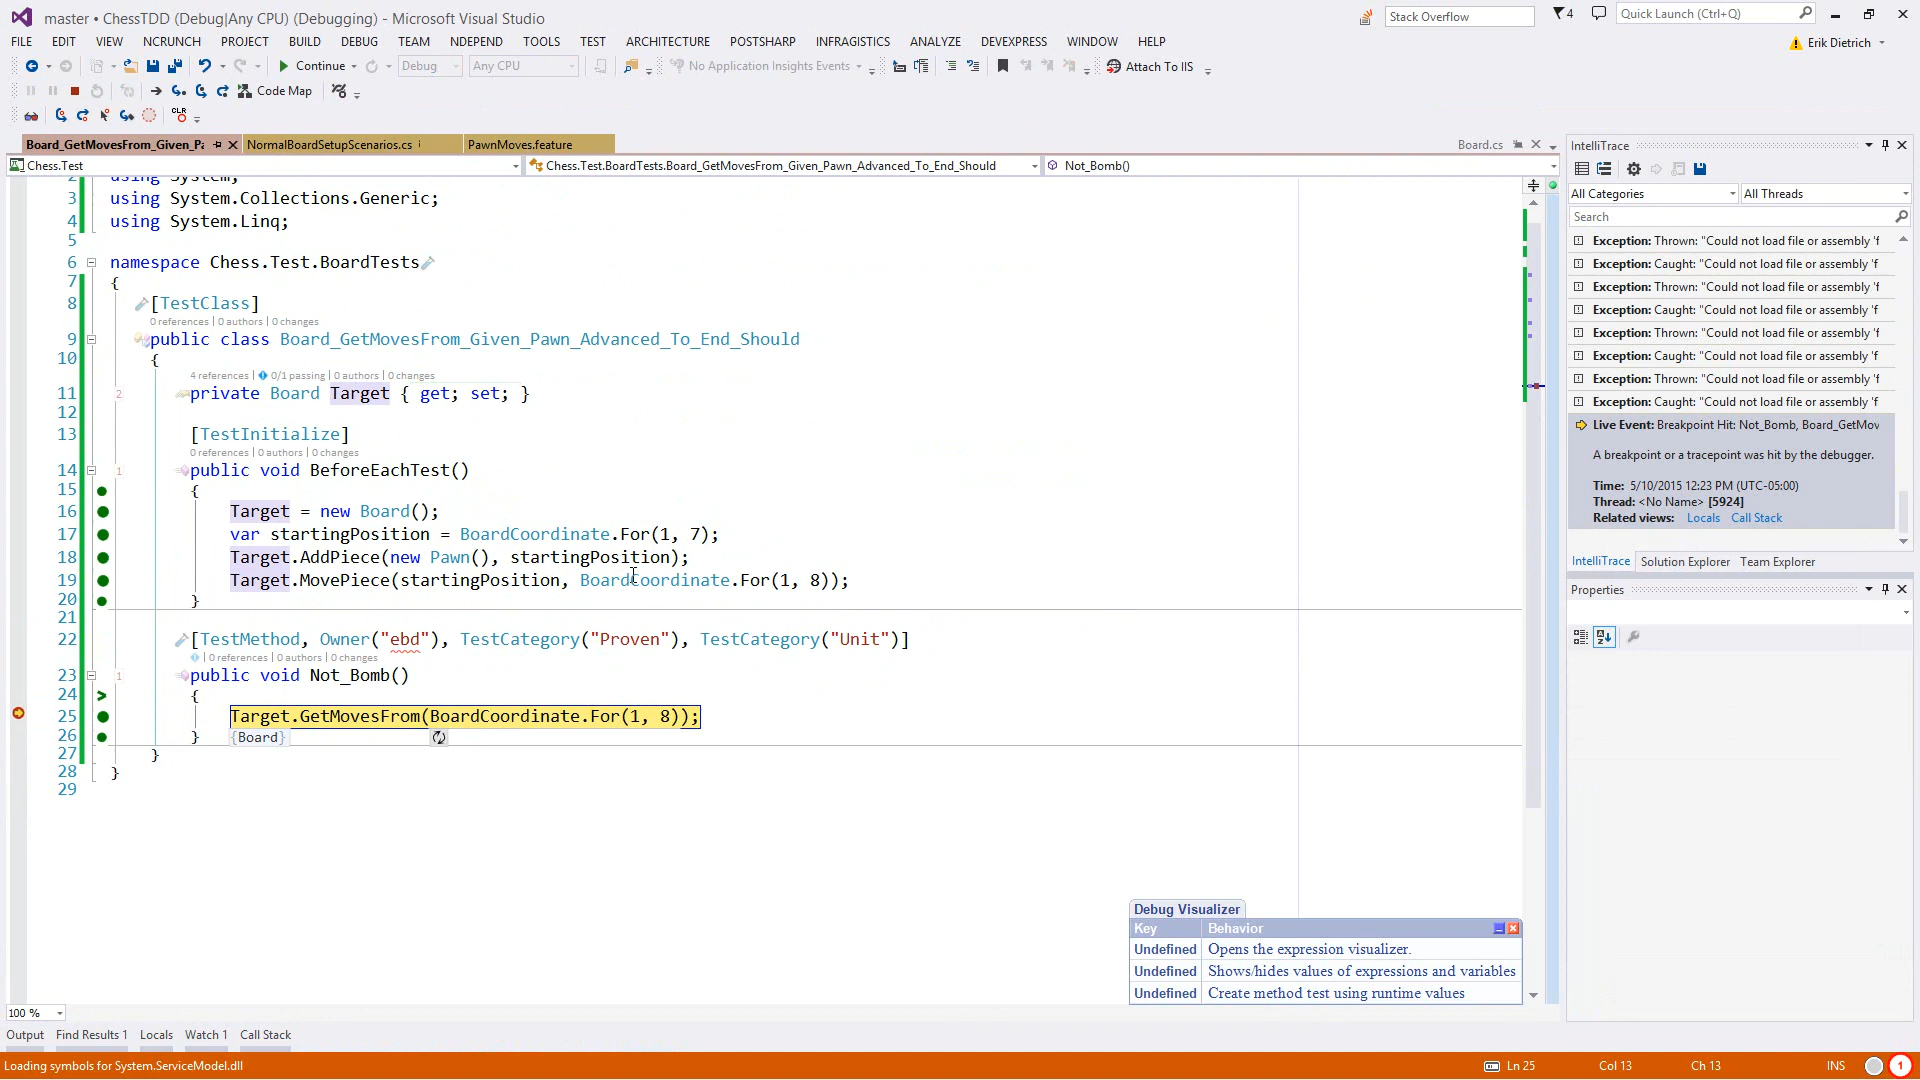 master • ChessTDD (Debug|Any CPU) (Debugging) - Microsoft Visual Studio
Stack Overflow
4
Quick Launch (Ctrl+Q)
FILE EDIT VIEW NCRUNCH PROJECT BUILD DEBUG TEAM NDEPEND TOOLS TEST ARCHITECTURE POSTSHARP INFRAGISTICS ANALYZE DEVEXPRESS WINDOW HELP
Erik Dietrich
Continue Debug Any CPU No Application Insights Events Attach To IIS
Code Map
CLR
Board_GetMovesFrom_Given_Pa NormalBoardSetupScenarios.cs PawnMoves.feature Board.cs
Chess.Test Chess.Test.BoardTests.Board_GetMovesFrom_Given_Pawn_Advanced_To_End_Should Not_Bomb()
2 using System;
3 using System.Collections.Generic;
4 using System.Linq;
5
6 namespace Chess.Test.BoardTests
7 {
8 [TestClass]
0 references | 0 authors | 0 changes
9 public class Board_GetMovesFrom_Given_Pawn_Advanced_To_End_Should
10 {
4 references | 0/1 passing | 0 authors | 0 changes
11 2 private Board Target { get; set; }
12
13 [TestInitialize]
0 references | 0 authors | 0 changes
14 1 public void BeforeEachTest()
15 {
16 Target = new Board();
17 var startingPosition = BoardCoordinate.For(1, 7);
18 Target.AddPiece(new Pawn(), startingPosition);
19 Target.MovePiece(startingPosition, BoardCoordinate.For(1, 8));
20 }
21
22 [TestMethod, Owner("ebd"), TestCategory("Proven"), TestCategory("Unit")]
| 0 references | 0 authors | 0 changes
23 1 public void Not_Bomb()
24 {
25 Target.GetMovesFrom(BoardCoordinate.For(1, 8));
26 } {Board}
27 }
28 }
29
Debug Visualizer
Key Behavior
Undefined Opens the expression visualizer.
Undefined Shows/hides values of expressions and variables
Undefined Create method test using runtime values
IntelliTrace
All Categories All Threads
Search
Exception: Thrown: "Could not load file or assembly 'f
Exception: Caught: "Could not load file or assembly 'f
Exception: Thrown: "Could not load file or assembly 'f
Exception: Caught: "Could not load file or assembly 'f
Exception: Thrown: "Could not load file or assembly 'f
Exception: Caught: "Could not load file or assembly 'f
Exception: Thrown: "Could not load file or assembly 'f
Exception: Caught: "Could not load file or assembly 'f
Live Event: Breakpoint Hit: Not_Bomb, Board_GetMov
A breakpoint or a tracepoint was hit by the debugger.
Time: 5/10/2015 12:23 PM (UTC-05:00)
Thread: <No Name> [5924]
Related views: Locals Call Stack
IntelliTrace Solution Explorer Team Explorer
Properties
100 %
Output Find Results 1 Locals Watch 1 Call Stack
Loading symbols for System.ServiceModel.dll
Ln 25 Col 13 Ch 13 INS 1